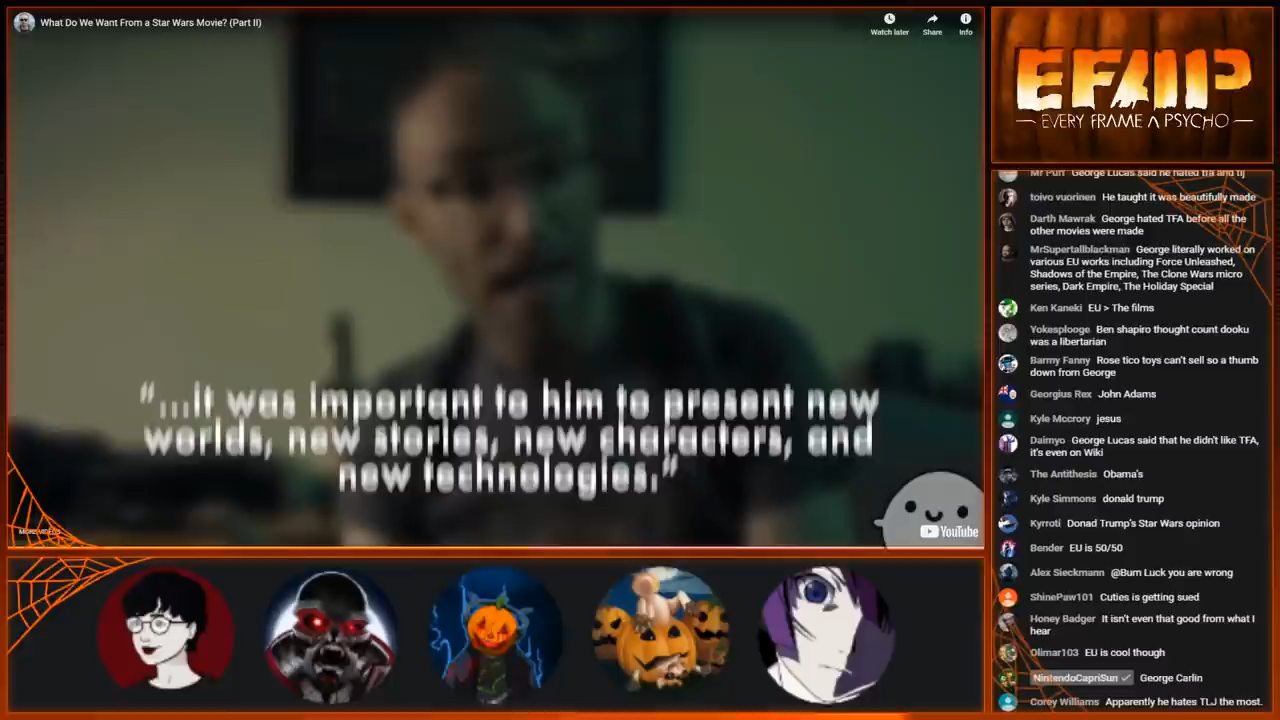 What Do We Want From a Star Wars Movie? (Part II)
Watch later
Share
Info
"...it was important to him to present new
worlds, new stories, new characters, and
new technologies."
MORE VIDEOS
YouTube
EFAP
EVERY FRAME A PSYCHO
Mr Purr George Lucas said he hated tfa and tlj
toivo vuorinen He taught it was beautifully made
Darth Mawrak George hated TFA before all the
other movies were made
MrSupertallblackman George literally worked on
various EU works including Force Unleashed,
Shadows of the Empire, The Clone Wars micro
series, Dark Empire, The Holiday Special
Ken Kaneki EU > The films
Yokesplooge Ben shapiro thought count dooku
was a libertarian
Barmy Fanny Rose tico toys can't sell so a thumb
down from George
Georgius Rex John Adams
Kyle Mccrory jesus
Daimyo George Lucas said that he didn't like TFA,
it's even on Wiki
The Antithesis Obama's
Kyle Simmons donald trump
Kyrroti Donad Trump's Star Wars opinion
Bender EU is 50/50
Alex Sieckmann @Bum Luck you are wrong
ShinePaw101 Cuties is getting sued
Honey Badger It isn't even that good from what I
hear
Olimar103 EU is cool though
NintendoCapriSun George Carlin
Corey Williams Apparently he hates TLJ the most.